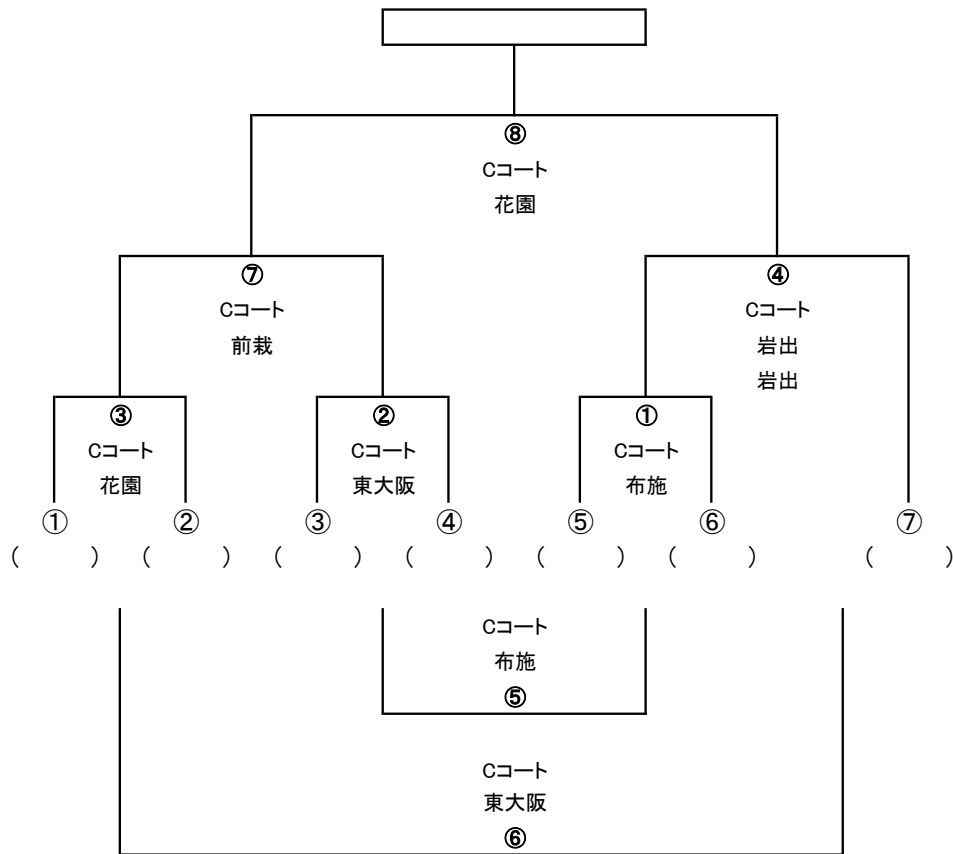 ⑧
Cコート
花園
⑦ ④
Cコート Cコート
前栽 岩出
岩出
③ ② ①
Cコート Cコート Cコート
花園 東大阪 布施
① ② ③ ④ ⑤ ⑥ ⑦
( ) ( ) ( ) ( ) ( ) ( ) ( )
Cコート
布施
⑤
Cコート
東大阪
⑥